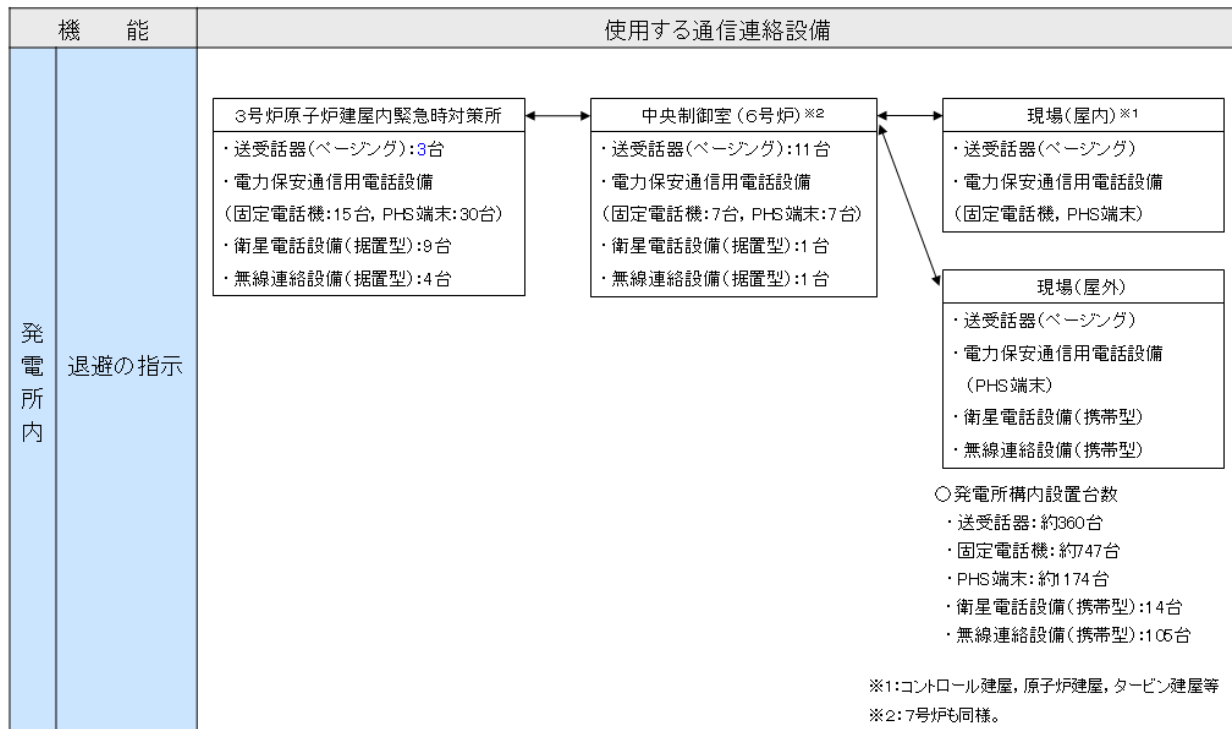 機　能
使用する通信連絡設備
発電所内
退避の指示
3号炉原子炉建屋内緊急時対策所
・送受話器(ページング):3台
・電力保安通信用電話設備
(固定電話機:15台, PHS端末:30台)
・衛星電話設備(据置型):9台
・無線連絡設備(据置型):4台
中央制御室(6号炉)※2
・送受話器(ページング):11台
・電力保安通信用電話設備
(固定電話機:7台, PHS端末:7台)
・衛星電話設備(据置型):1台
・無線連絡設備(据置型):1台
現場(屋内)※1
・送受話器(ページング)
・電力保安通信用電話設備
(固定電話機, PHS端末)
現場(屋外)
・送受話器(ページング)
・電力保安通信用電話設備
(PHS端末)
・衛星電話設備(携帯型)
・無線連絡設備(携帯型)
○発電所構内設置台数
・送受話器:約360台
・固定電話機:約747台
・PHS端末:約1174台
・衛星電話設備(携帯型):14台
・無線連絡設備(携帯型):105台
※1:コントロール建屋, 原子炉建屋, タービン建屋等
※2:7号炉も同様。